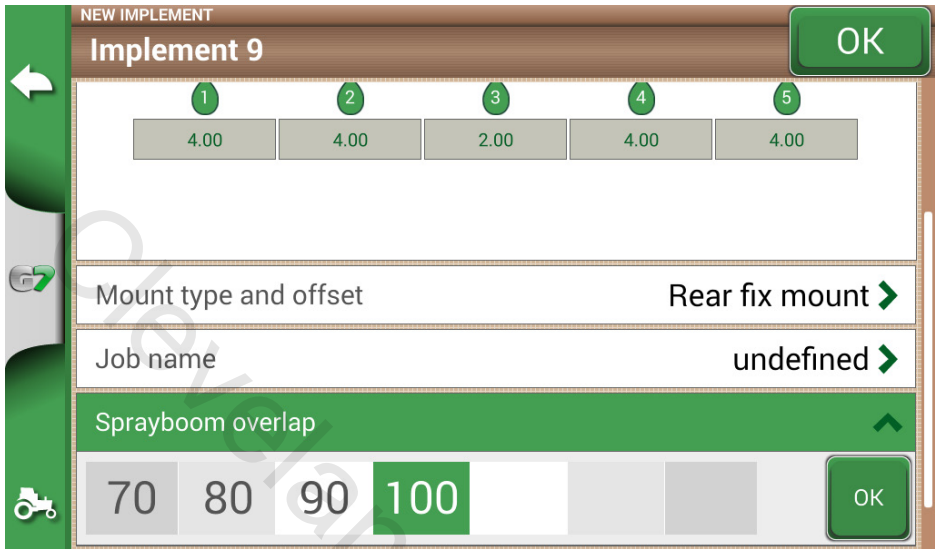 NEW IMPLEMENT
Implement 9
OK
1 2 3 4 5
4.00 4.00 2.00 4.00 4.00
G7
Mount type and offset Rear fix mount
Job name undefined
Sprayboom overlap
70 80 90 100
OK
Clevelan